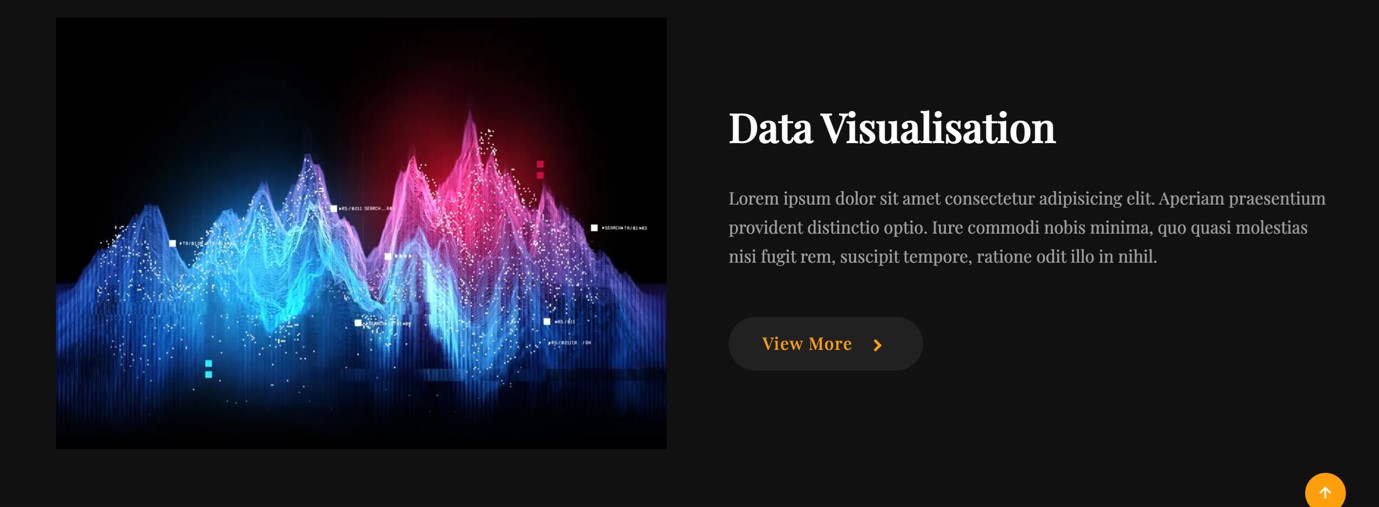 Data Visualisation
Lorem ipsum dolor sit amet consectetur adipisicing elit. Aperiam praesentium
provident distinctio optio. Iure commodi nobis minima, quo quasi molestias
nisi fugit rem, suscipit tempore, ratione odit illo in nihil.
View More